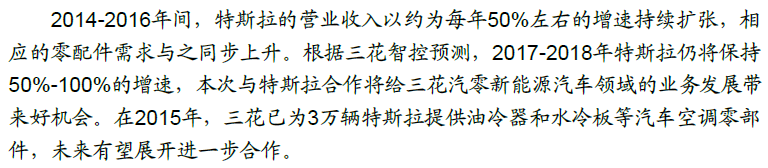 2014-2016年间，特斯拉的营业收入以约为每年50%左右的增速持续扩张，相
应的零配件需求与之同步上升。根据三花智控预测，2017-2018年特斯拉仍将保持
50%-100%的增速，本次与特斯拉合作将给三花汽零新能源汽车领域的业务发展带
来好机会。在2015年，三花已为3万辆特斯拉提供油冷器和水冷板等汽车空调零部
件，未来有望展开进一步合作。